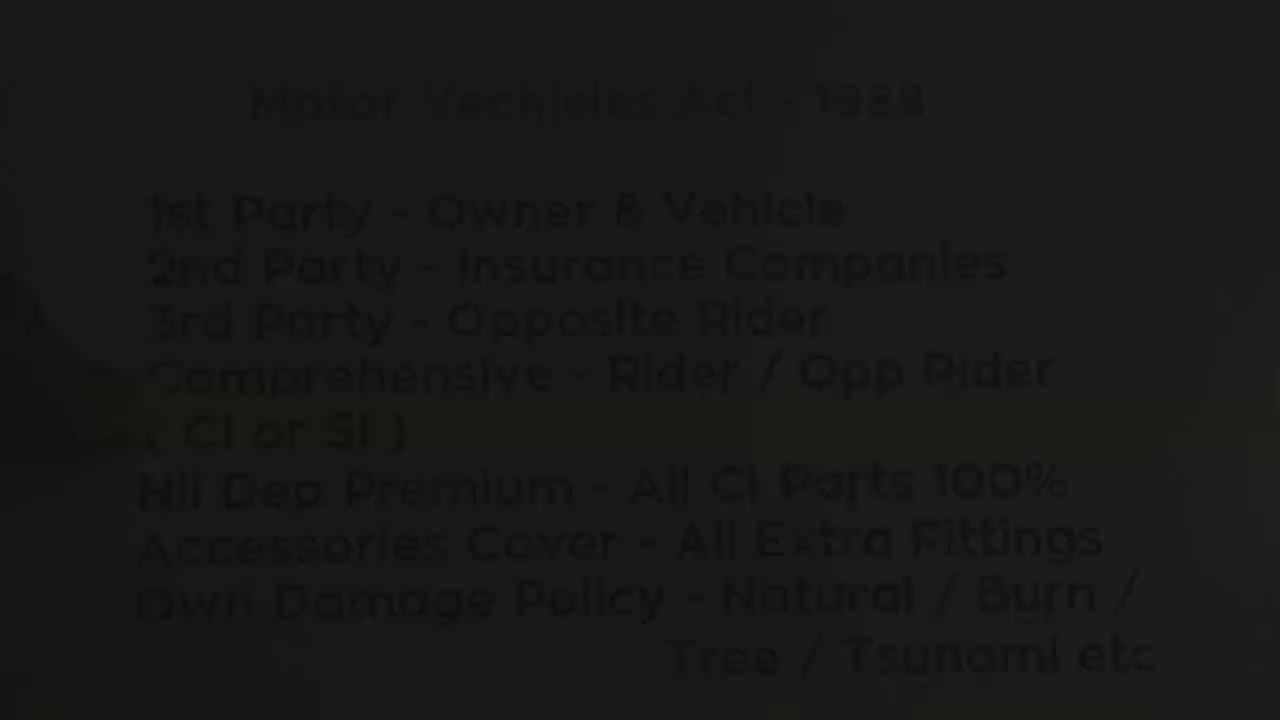 Motor Vechicles Act - 1988
1st Party - Owner & Vehicle
2nd Party - Insurance Companies
3rd Party - Opposite Rider
Comprehensive - Rider / Opp Rider
( CI or SI )
Nil Dep Premium - All CI Parts 100%
Accessories Cover - All Extra Fittings
Own Damage Policy - Natural / Burn /
Tree / Tsunami etc